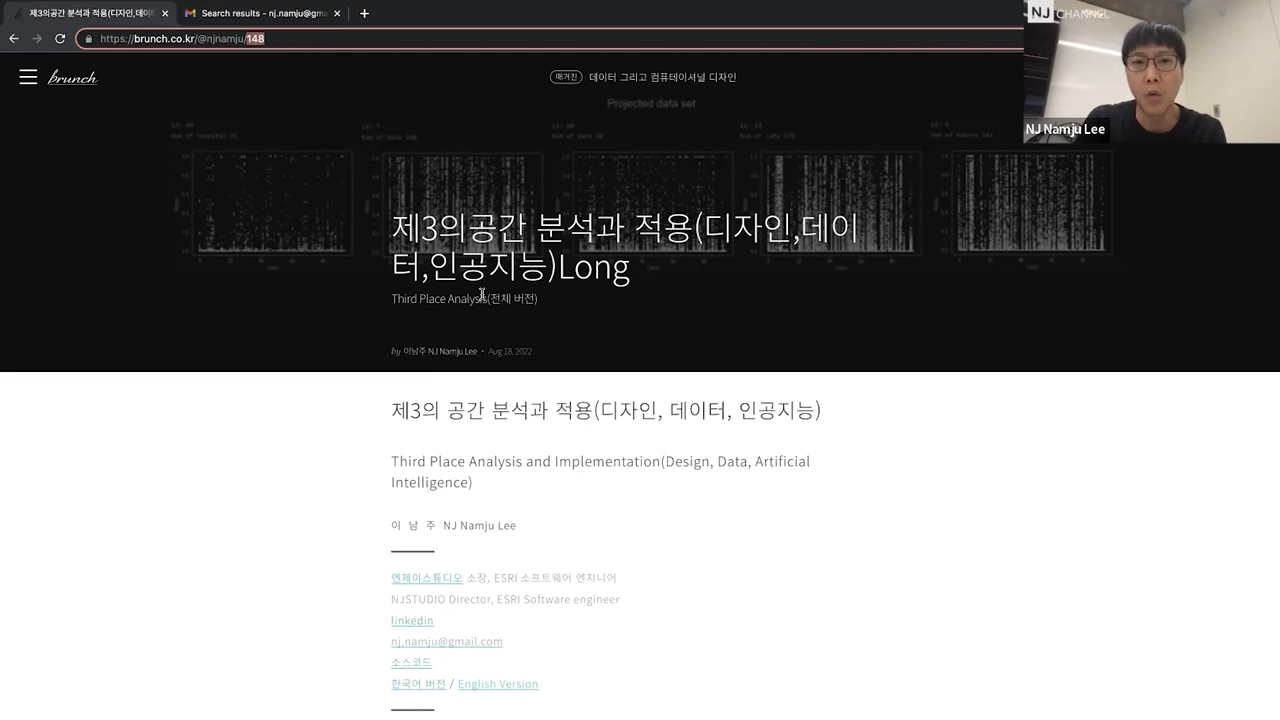 제3의공간 분석과 적용(디자인,데이터
Search results - nj.namju@gm
https://brunch.co.kr/@njnamju/148
NJ CHANNEL
brunch
매거진 데이터 그리고 컴퓨테이셔널 디자인
Projected data set
NJ Namju Lee
제3의공간 분석과 적용(디자인,데이
터,인공지능)Long
Third Place Analysis(전체 버전)
by 이남주 NJ Namju Lee · Aug 18. 2022
제3의 공간 분석과 적용(디자인, 데이터, 인공지능)
Third Place Analysis and Implementation(Design, Data, Artificial
Intelligence)
이 남 주 NJ Namju Lee
엔제이스튜디오 소장, ESRI 소프트웨어 엔지니어
NJSTUDIO Director, ESRI Software engineer
linkedin
nj.namju@gmail.com
소스코드
한국어 버전 / English Version